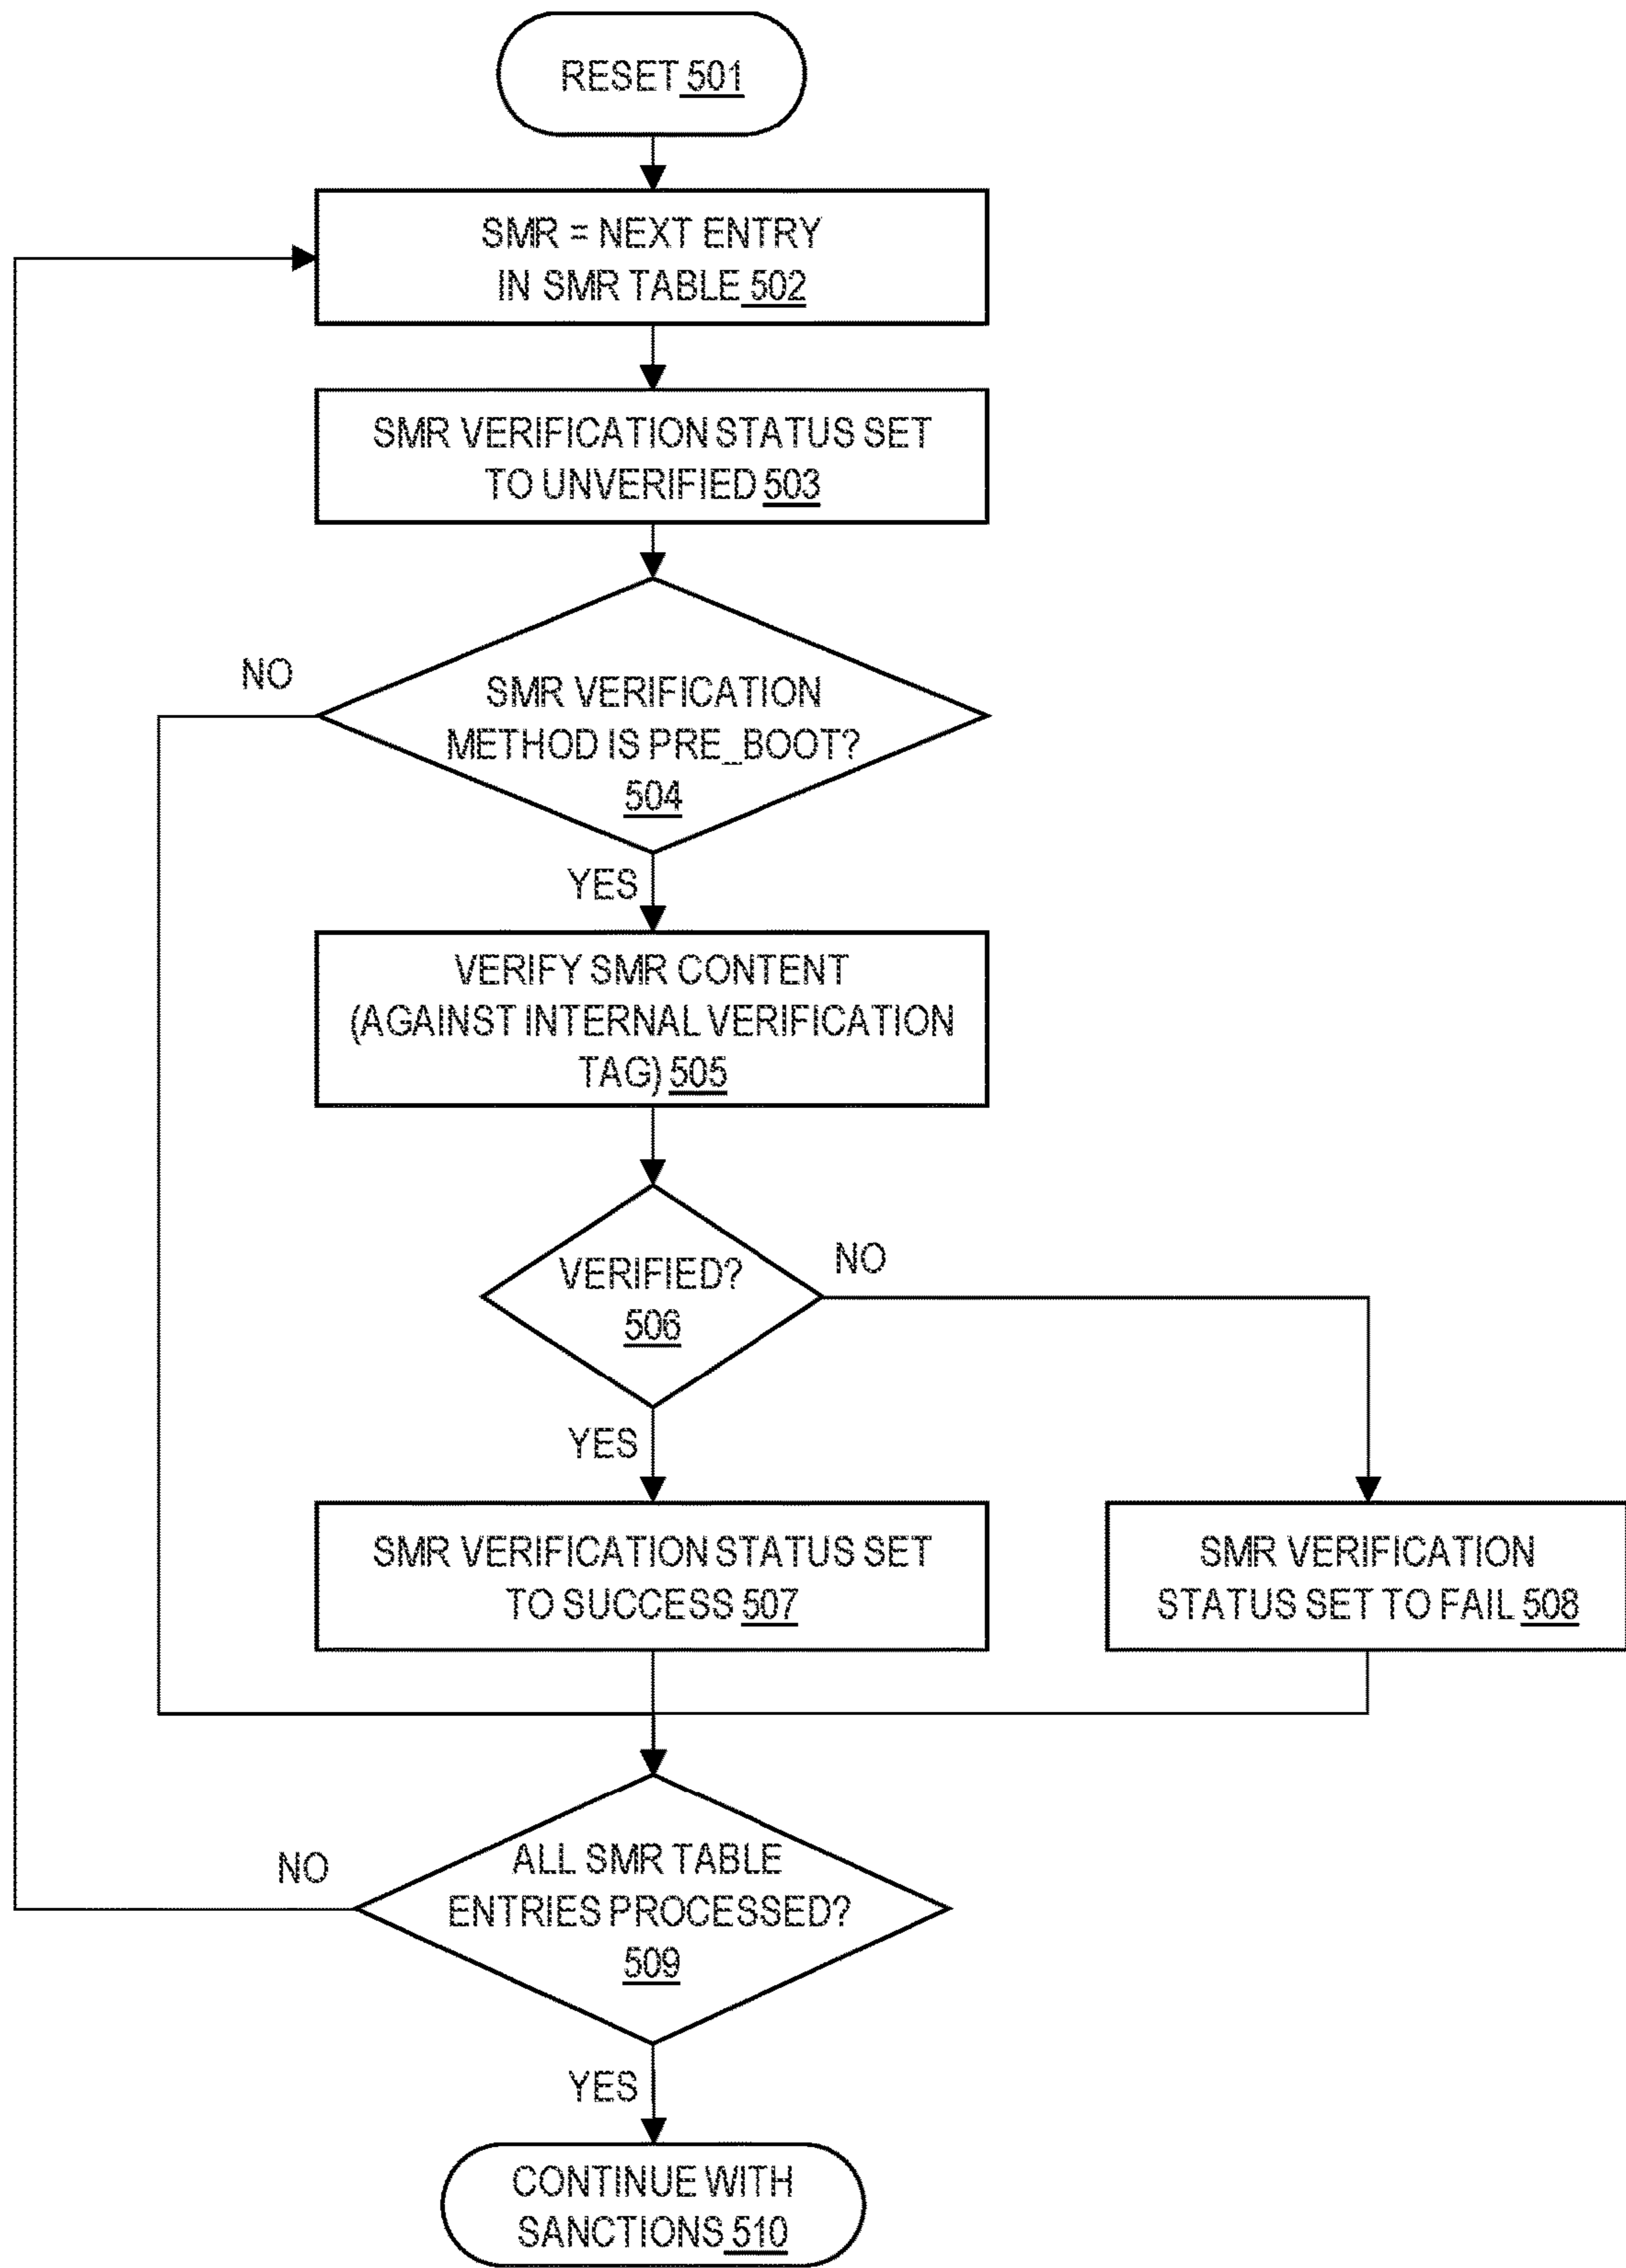 RESET 501
SMR = NEXT ENTRY
IN SMR TABLE 502
SMR VERIFICATION STATUS SET
TO UNVERIFIED 503
NO
SMR VERIFICATION
METHOD IS PRE_BOOT?
504
YES
VERIFY SMR CONTENT
(AGAINST INTERNAL VERIFICATION
TAG) 505
VERIFIED?
506
NO
YES
SMR VERIFICATION STATUS SET
TO SUCCESS 507
SMR VERIFICATION
STATUS SET TO FAIL 508
NO
ALL SMR TABLE
ENTRIES PROCESSED?
509
YES
CONTINUE WITH
SANCTIONS 510